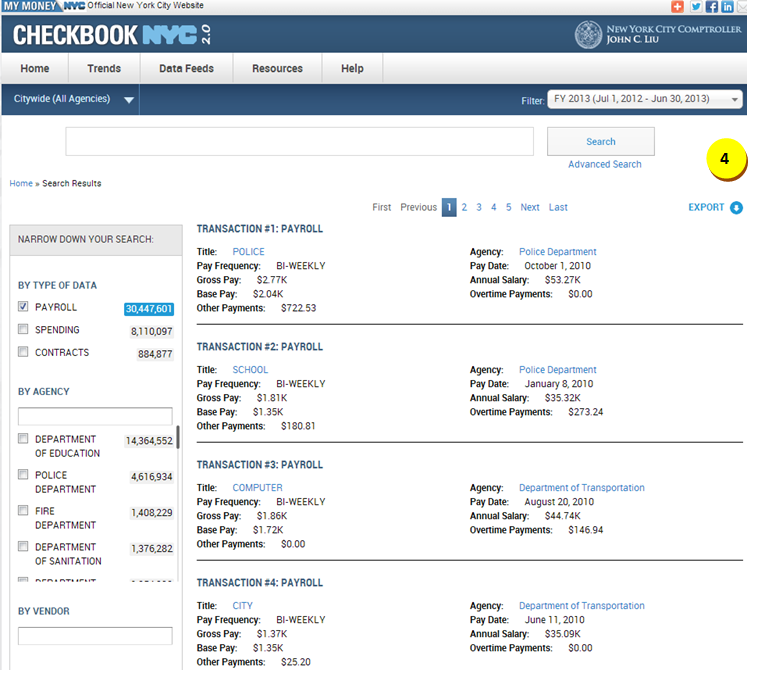 MY MONEY NYC Official New York City Website
CHECKBOOK NYC 2.0
NEW YORK CITY COMPTROLLER
JOHN C. LIU
Home Trends Data Feeds Resources Help
Citywide (All Agencies) Filter: FY 2013 (Jul 1, 2012 - Jun 30, 2013)
Search
Advanced Search
4
Home » Search Results
First Previous 1 2 3 4 5 Next Last EXPORT
NARROW DOWN YOUR SEARCH:
BY TYPE OF DATA
PAYROLL 30,447,601
SPENDING 8,110,097
CONTRACTS 884,877
BY AGENCY
DEPARTMENT OF EDUCATION 14,364,552
POLICE DEPARTMENT 4,616,934
FIRE DEPARTMENT 1,408,229
DEPARTMENT OF SANITATION 1,376,282
BY VENDOR
TRANSACTION #1: PAYROLL
Title: POLICE Agency: Police Department
Pay Frequency: BI-WEEKLY Pay Date: October 1, 2010
Gross Pay: $2.77K Annual Salary: $53.27K
Base Pay: $2.04K Overtime Payments: $0.00
Other Payments: $722.53
TRANSACTION #2: PAYROLL
Title: SCHOOL Agency: Police Department
Pay Frequency: BI-WEEKLY Pay Date: January 8, 2010
Gross Pay: $1.81K Annual Salary: $35.32K
Base Pay: $1.35K Overtime Payments: $273.24
Other Payments: $180.81
TRANSACTION #3: PAYROLL
Title: COMPUTER Agency: Department of Transportation
Pay Frequency: BI-WEEKLY Pay Date: August 20, 2010
Gross Pay: $1.86K Annual Salary: $44.74K
Base Pay: $1.72K Overtime Payments: $146.94
Other Payments: $0.00
TRANSACTION #4: PAYROLL
Title: CITY Agency: Department of Transportation
Pay Frequency: BI-WEEKLY Pay Date: June 11, 2010
Gross Pay: $1.37K Annual Salary: $35.09K
Base Pay: $1.35K Overtime Payments: $0.00
Other Payments: $25.20